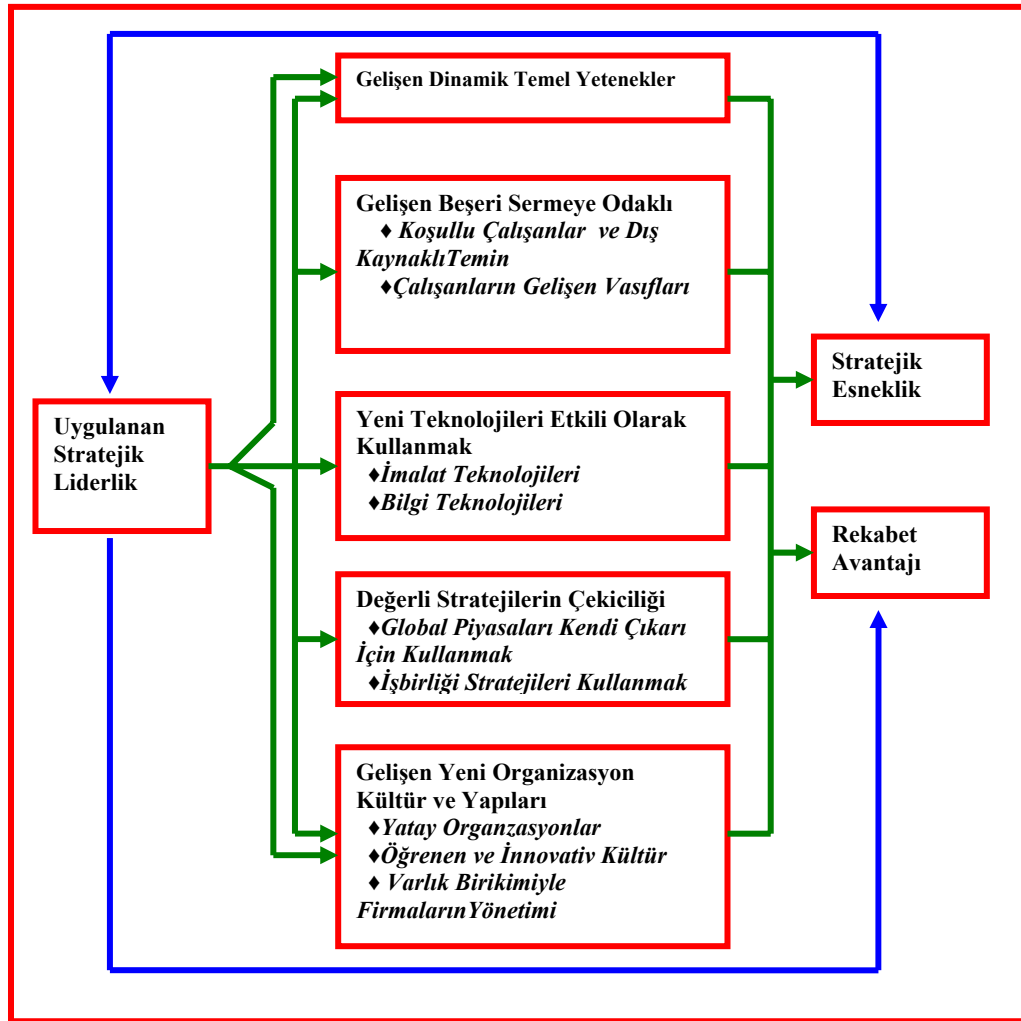 Gelişen Dinamik Temel Yetenekler
Gelişen Beşeri Sermeye Odaklı
♦ Koşullu Çalışanlar ve Dış
KaynaklıTemin
♦Çalışanların Gelişen Vasıfları
Uygulanan
Stratejik
Liderlik
Yeni Teknolojileri Etkili Olarak
Kullanmak
♦İmalat Teknolojileri
♦Bilgi Teknolojileri
Değerli Stratejilerin Çekiciliği
♦Global Piyasaları Kendi Çıkarı
İçin Kullanmak
♦İşbirliği Stratejileri Kullanmak
Gelişen Yeni Organizasyon
Kültür ve Yapıları
♦Yatay Organzasyonlar
♦Öğrenen ve İnnovativ Kültür
♦ Varlık Birikimiyle
FirmalarınYönetimi
Stratejik
Esneklik
Rekabet
Avantajı